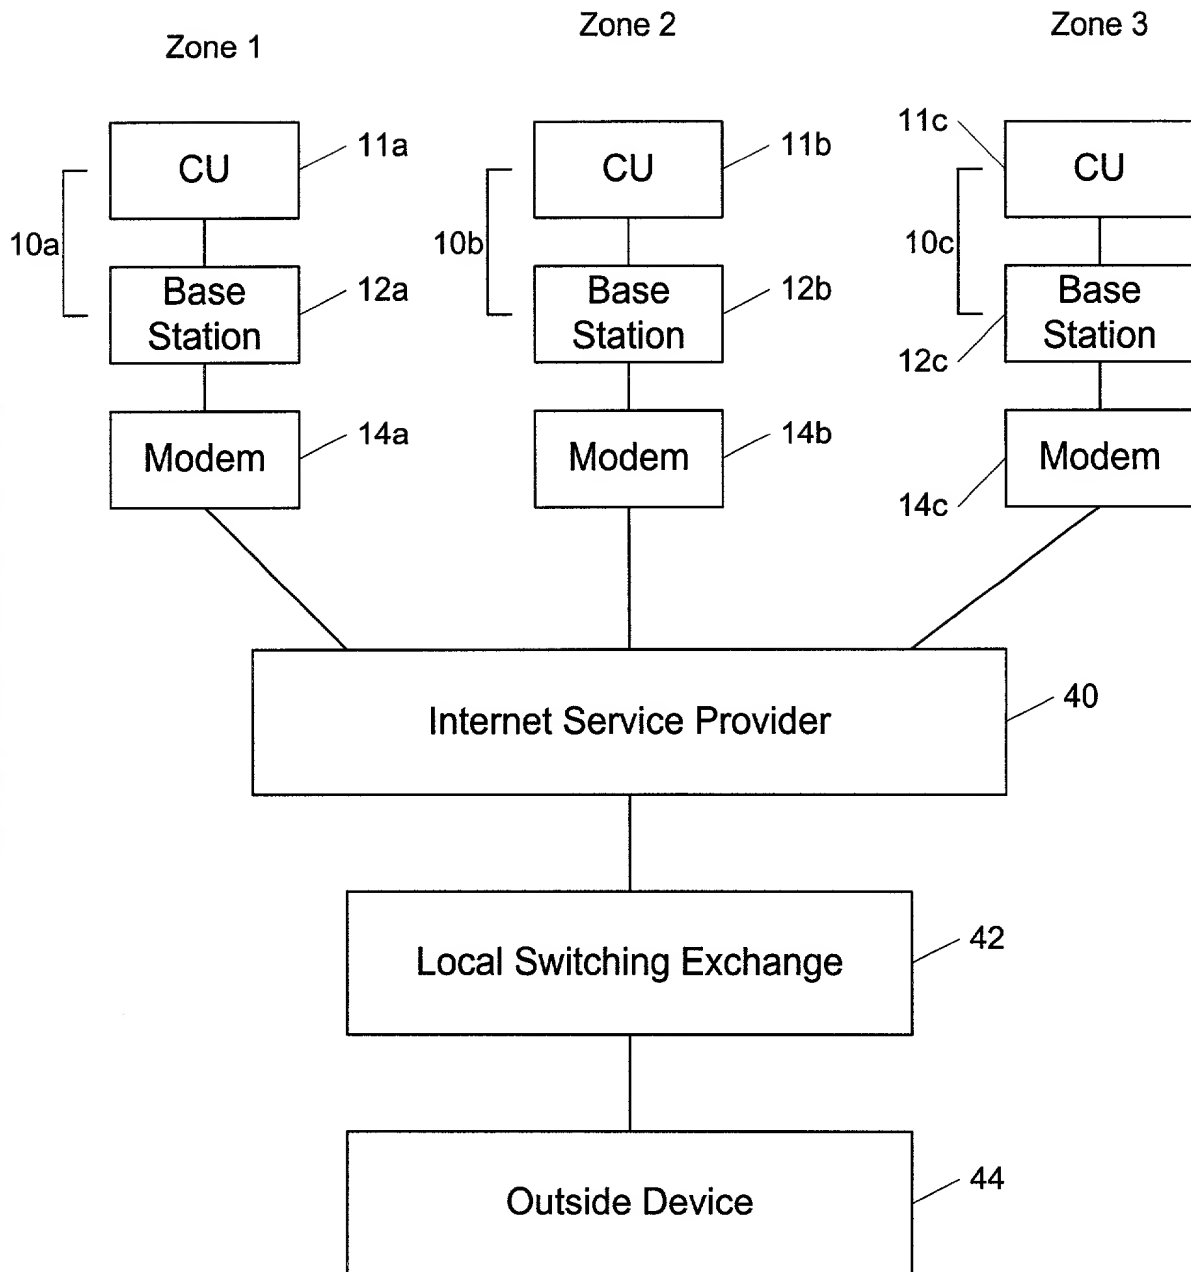 Zone 1
Zone 2
Zone 3
CU
11a
CU
11b
11c
CU
10a
10b
10c
Base
Station
12a
Base
Station
12b
Base
Station
12c
Modem
14a
Modem
14b
Modem
14c
Internet Service Provider
40
Local Switching Exchange
42
Outside Device
44